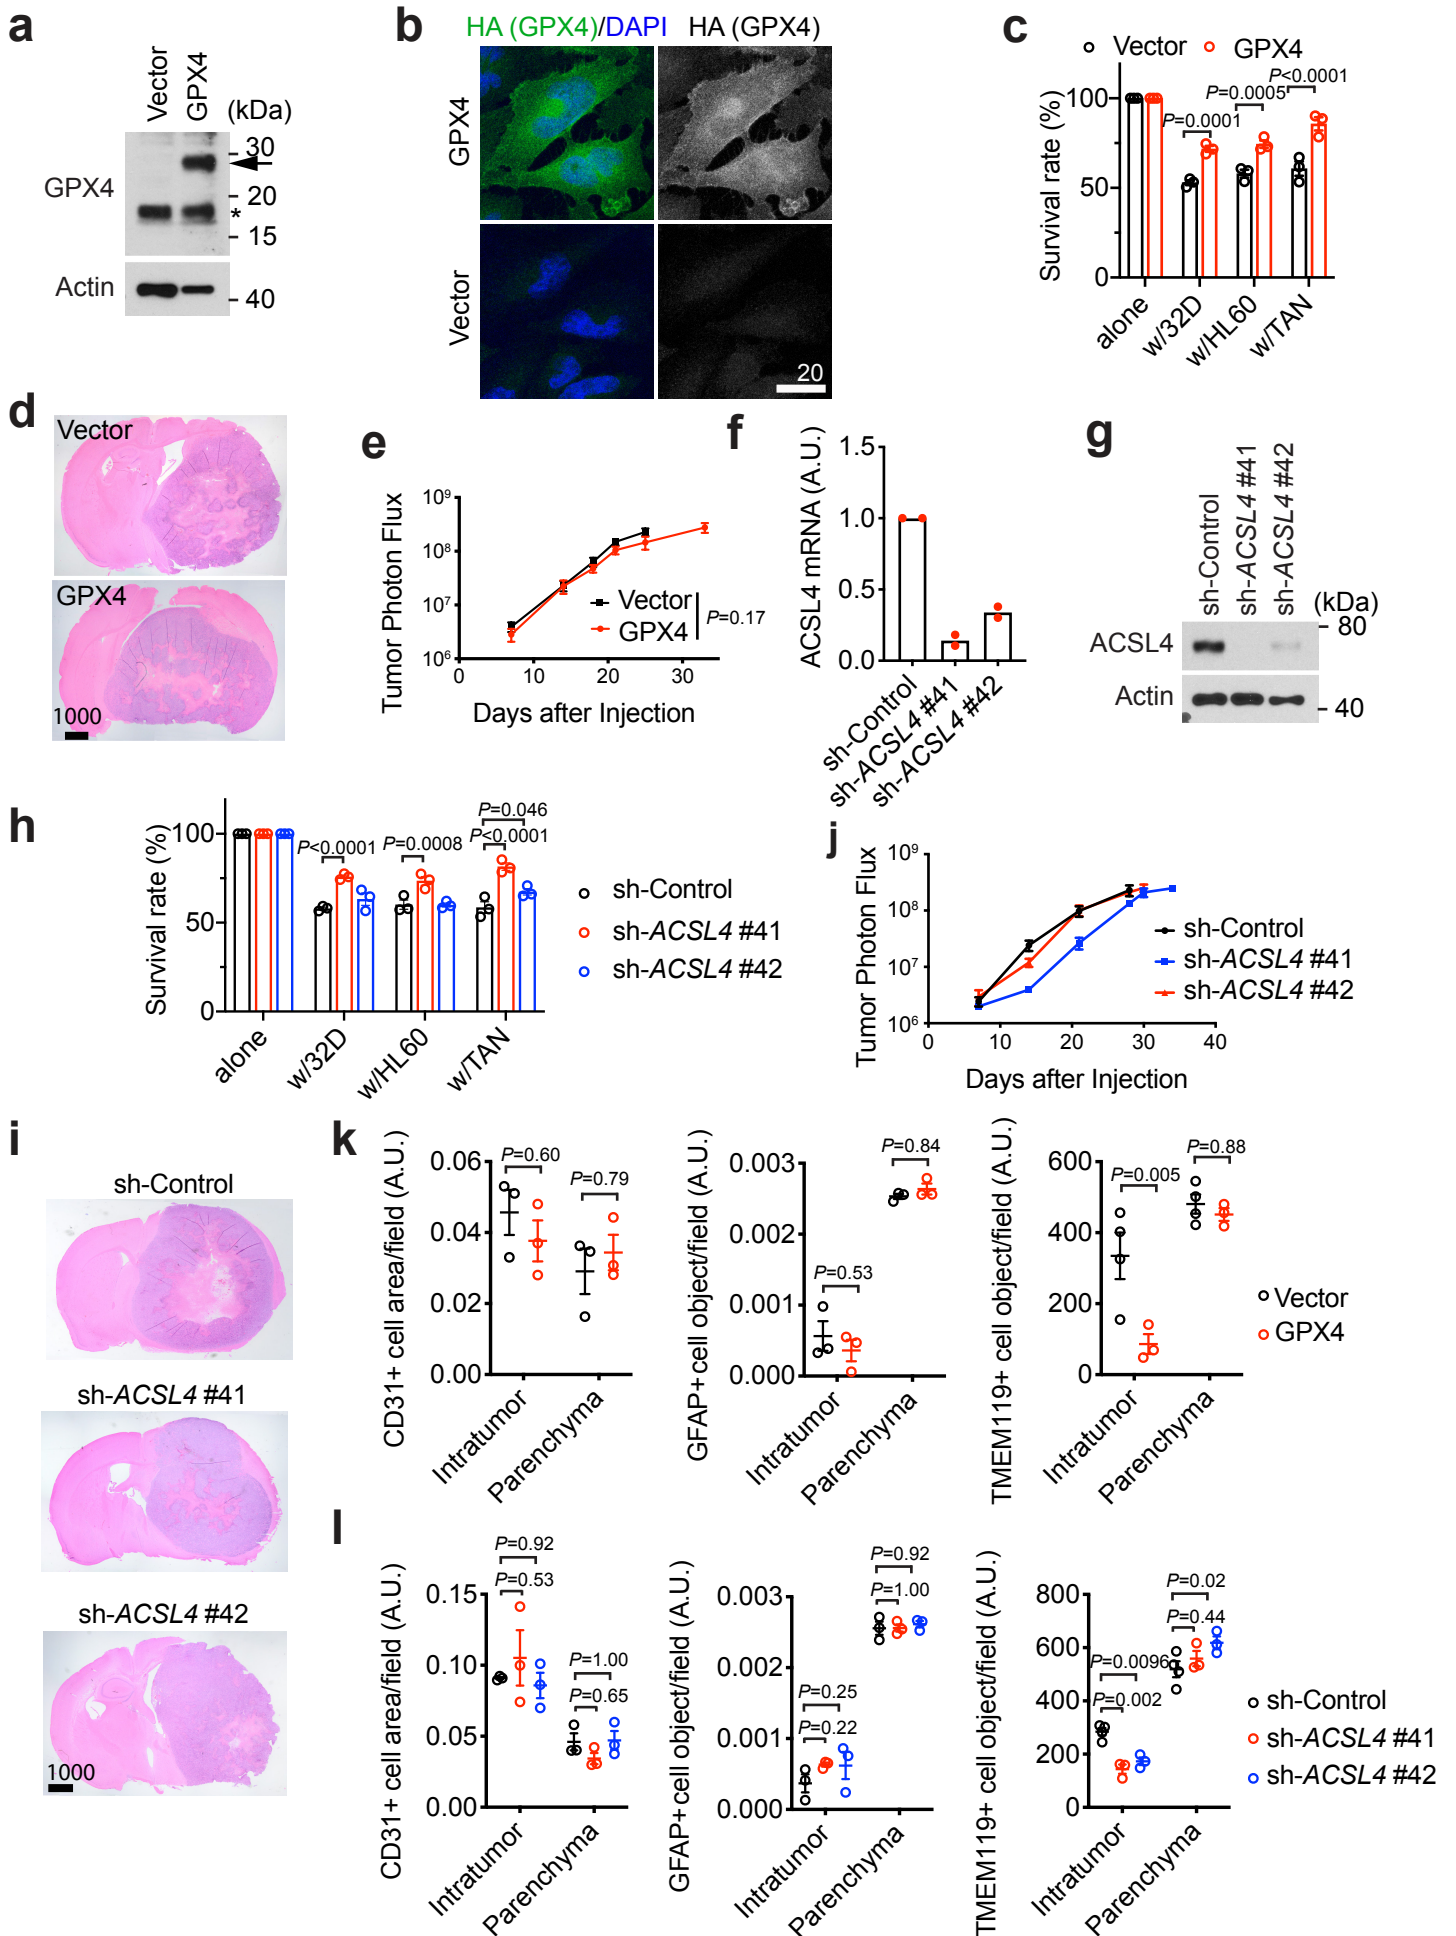 a
Vector
GPX4
(kDa)
GPX4
30
20
*
15
Actin
40
b
HA (GPX4)/DAPI
HA (GPX4)
GPX4
Vector
20
c
Vector
GPX4
Survival rate (%)
100
50
0
P=0.0001
P=0.0005
P<0.0001
alone
w/32D
w/HL60
w/TAN
d
Vector
GPX4
1000
e
Tumor Photon Flux
10⁹
10⁸
10⁷
10⁶
0
10
20
30
Days after Injection
Vector
GPX4
P=0.17
f
ACSL4 mRNA (A.U.)
1.5
1.0
0.5
0.0
sh-Control
sh-ACSL4 #41
sh-ACSL4 #42
g
sh-Control
sh-ACSL4 #41
sh-ACSL4 #42
(kDa)
ACSL4
80
Actin
40
h
Survival rate (%)
100
50
0
P<0.0001
P=0.0008
P=0.046
P<0.0001
alone
w/32D
w/HL60
w/TAN
sh-Control
sh-ACSL4 #41
sh-ACSL4 #42
j
Tumor Photon Flux
10⁹
10⁸
10⁷
10⁶
0
10
20
30
40
Days after Injection
sh-Control
sh-ACSL4 #41
sh-ACSL4 #42
i
sh-Control
sh-ACSL4 #41
sh-ACSL4 #42
1000
k
CD31+ cell area/field (A.U.)
0.06
0.04
0.02
0.00
P=0.60
P=0.79
Intratumor
Parenchyma
GFAP+ cell object/field (A.U.)
0.003
0.002
0.001
0.000
P=0.84
P=0.53
Intratumor
Parenchyma
TMEM119+ cell object/field (A.U.)
600
400
200
0
P=0.005
P=0.88
Intratumor
Parenchyma
Vector
GPX4
l
CD31+ cell area/field (A.U.)
0.15
0.10
0.05
0.00
P=0.92
P=0.53
P=1.00
P=0.65
Intratumor
Parenchyma
GFAP+ cell object/field (A.U.)
0.003
0.002
0.001
0.000
P=0.92
P=1.00
P=0.25
P=0.22
Intratumor
Parenchyma
TMEM119+ cell object/field (A.U.)
800
600
400
200
0
P=0.02
P=0.44
P=0.0096
P=0.002
Intratumor
Parenchyma
sh-Control
sh-ACSL4 #41
sh-ACSL4 #42